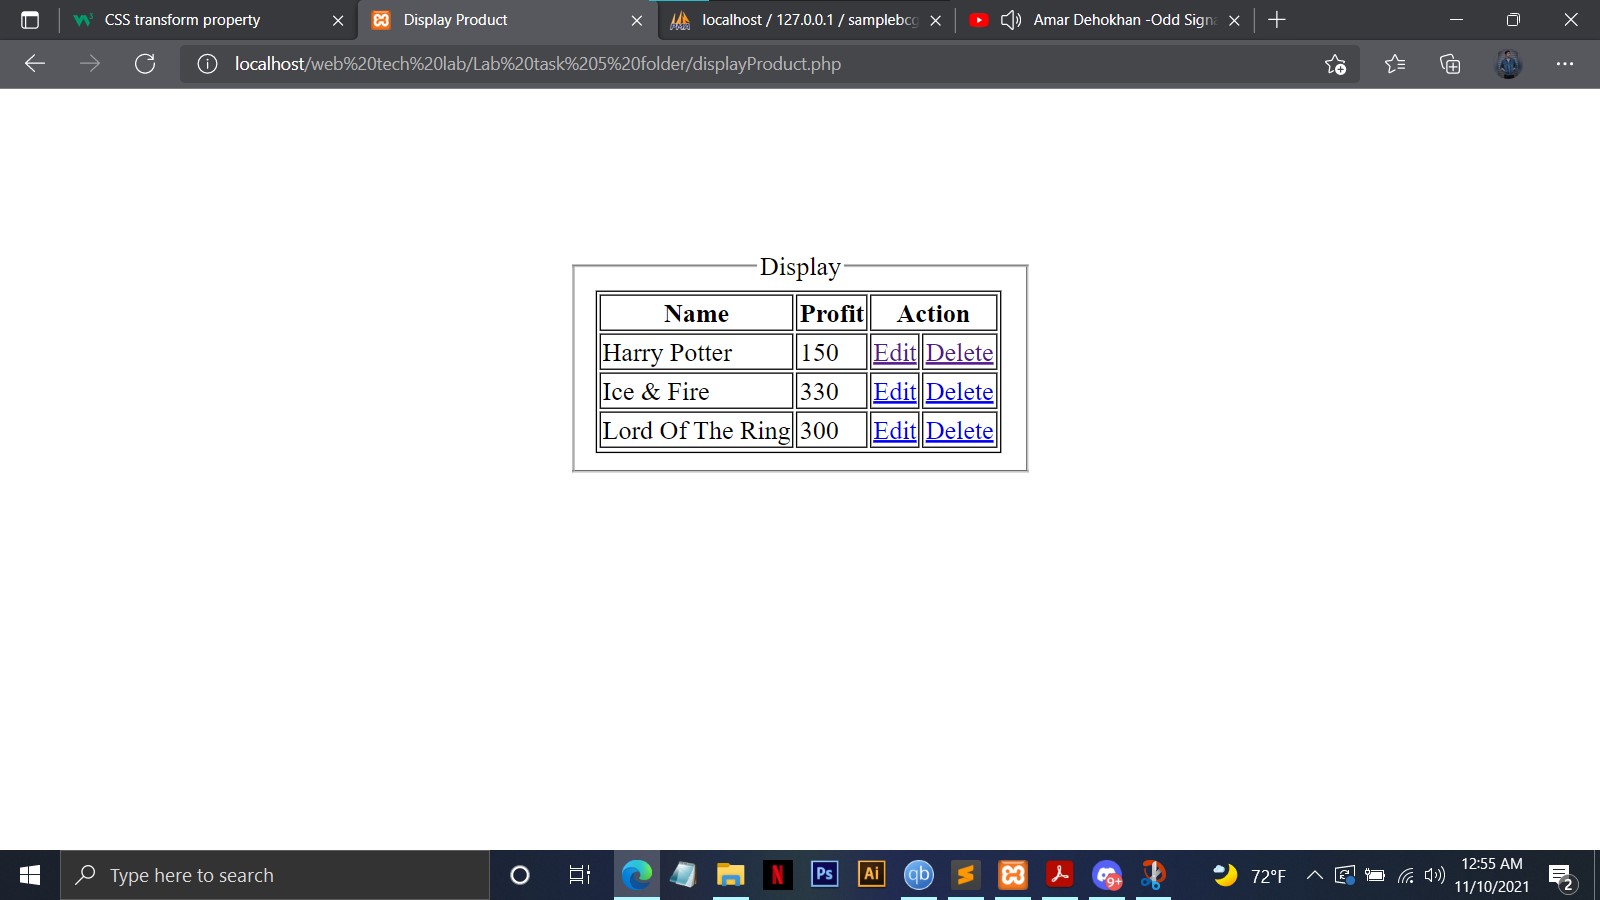 CSS transform property
Display Product
localhost / 127.0.0.1 / samplebcg
Amar Dehokhan -Odd Signa
localhost/web%20tech%20lab/Lab%20task%205%20folder/displayProduct.php
Display
Name Profit Action
Harry Potter 150 Edit Delete
Ice & Fire 330 Edit Delete
Lord Of The Ring 300 Edit Delete
Type here to search
N
Ps
Ai
qb
9+
72°F
12:55 AM
11/10/2021
2